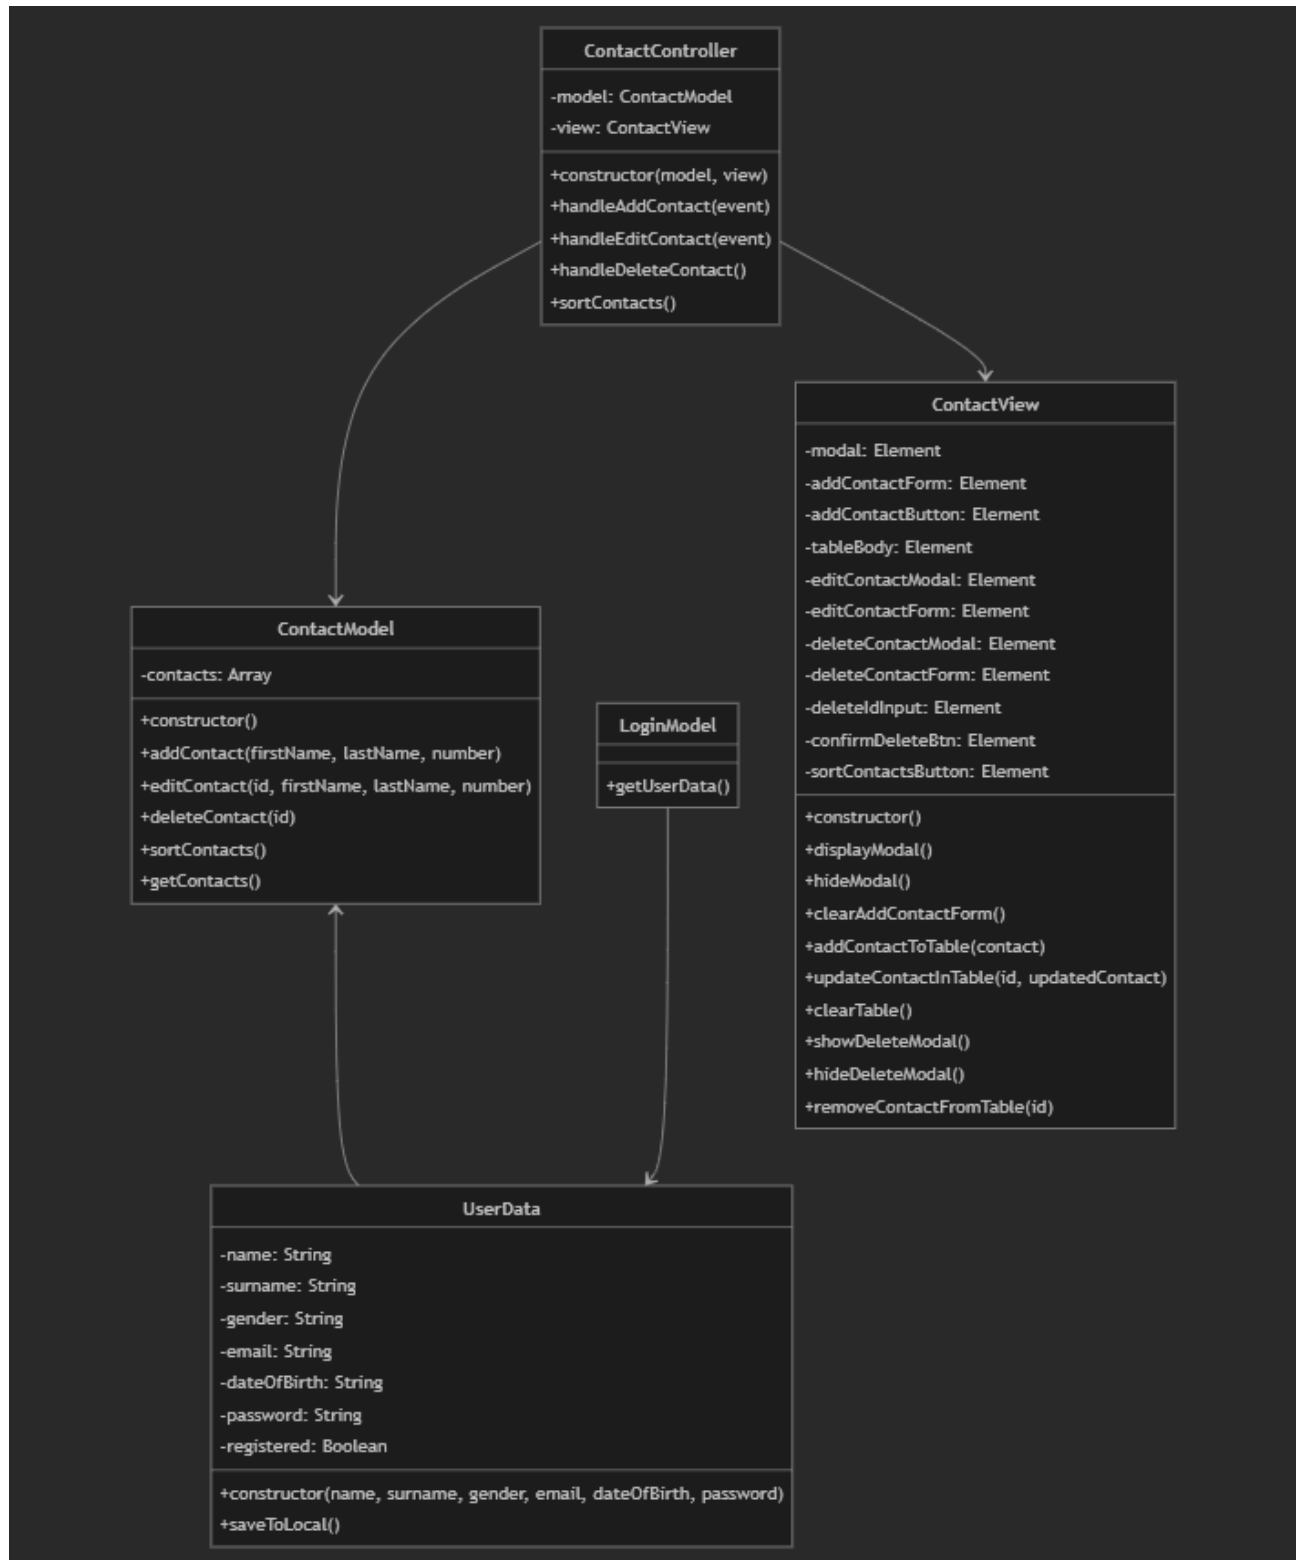 ContactController
-model: ContactModel
-view: ContactView
+constructor(model, view)
+handleAddContact(event)
+handleEditContact(event)
+handleDeleteContact()
+sortContacts()
ContactView
-modal: Element
-addContactForm: Element
-addContactButton: Element
-tableBody: Element
-editContactModal: Element
-editContactForm: Element
-deleteContactModal: Element
-deleteContactForm: Element
-deleteIdInput: Element
-confirmDeleteBtn: Element
-sortContactsButton: Element
+constructor()
+displayModal()
+hideModal()
+clearAddContactForm()
+addContactToTable(contact)
+updateContactInTable(id, updatedContact)
+clearTable()
+showDeleteModal()
+hideDeleteModal()
+removeContactFromTable(id)
ContactModel
-contacts: Array
+constructor()
+addContact(firstName, lastName, number)
+editContact(id, firstName, lastName, number)
+deleteContact(id)
+sortContacts()
+getContacts()
LoginModel
+getUserData()
UserData
-name: String
-surname: String
-gender: String
-email: String
-dateOfBirth: String
-password: String
-registered: Boolean
+constructor(name, surname, gender, email, dateOfBirth, password)
+saveToLocal()